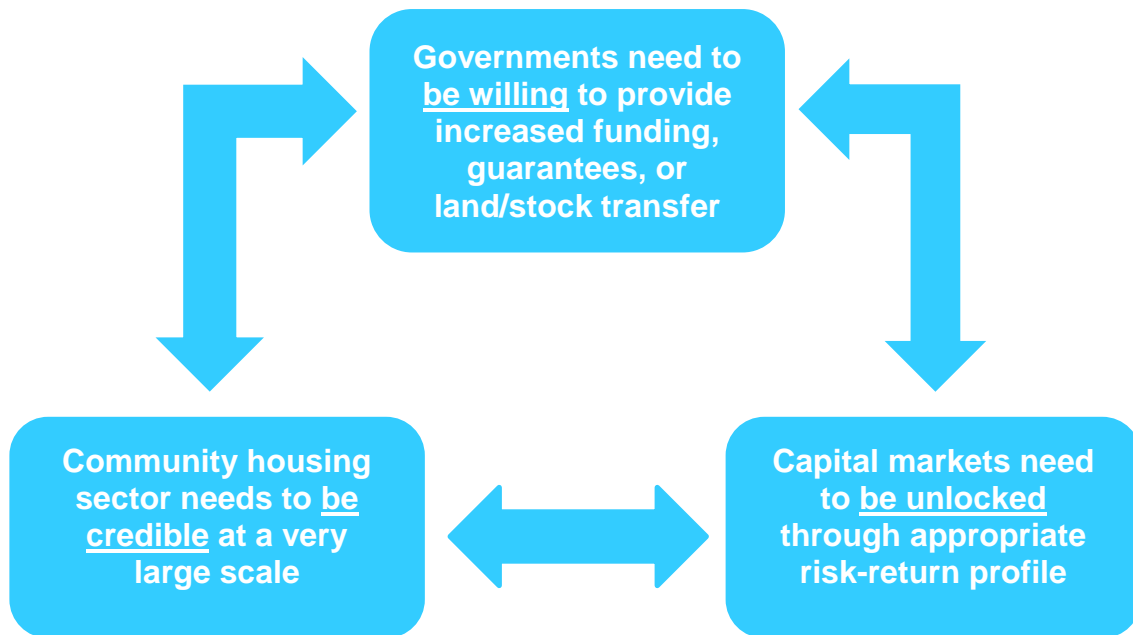 Governments need to
be willing to provide
increased funding,
guarantees, or
land/stock transfer
Community housing
sector needs to be
credible at a very
large scale
Capital markets need
to be unlocked
through appropriate
risk-return profile